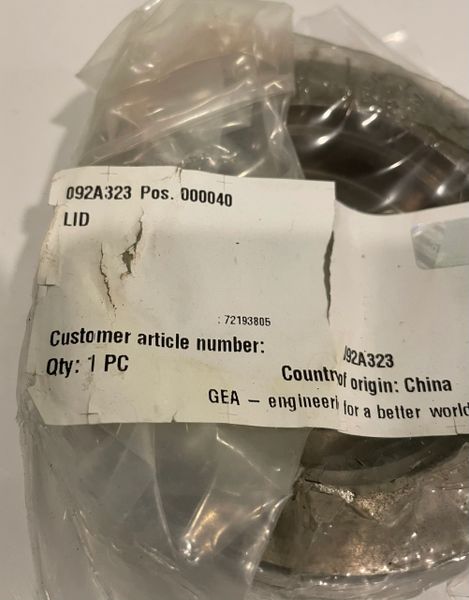 092A323 Pos. 000040
LID
: 72193805
Customer article number:
092A323
Qty: 1 PC
Country of origin: China
GEA – engineeri for a better world